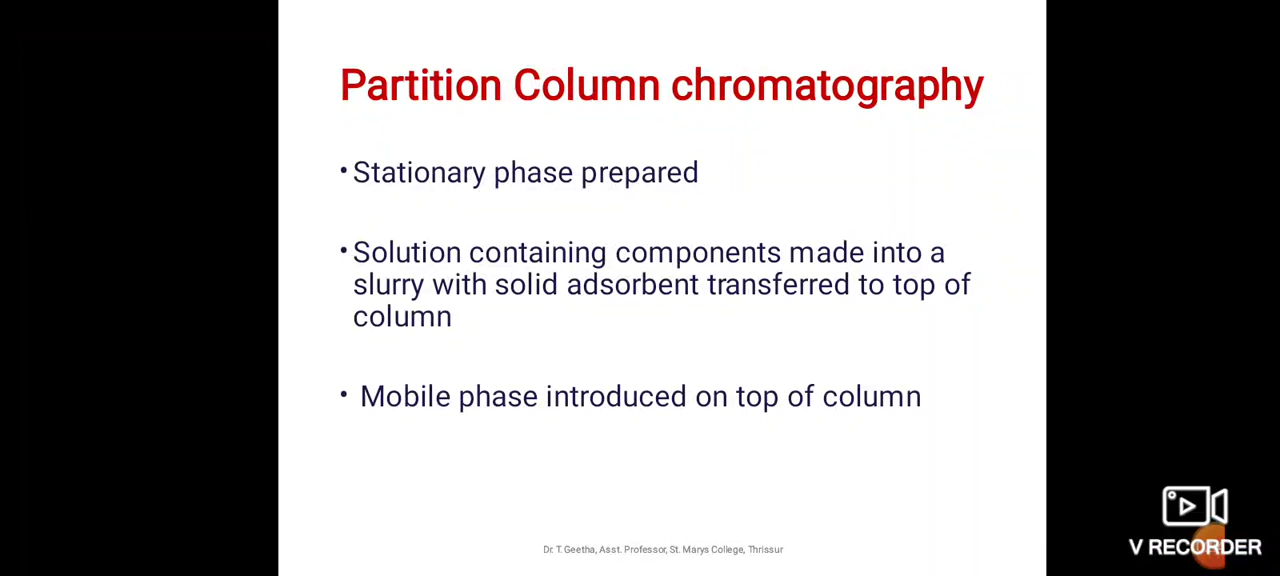 Partition Column chromatography
• Stationary phase prepared
• Solution containing components made into a
slurry with solid adsorbent transferred to top of
column
• Mobile phase introduced on top of column
Dr. T. Geetha, Asst. Professor, St. Marys College, Thrissur
V RECORDER